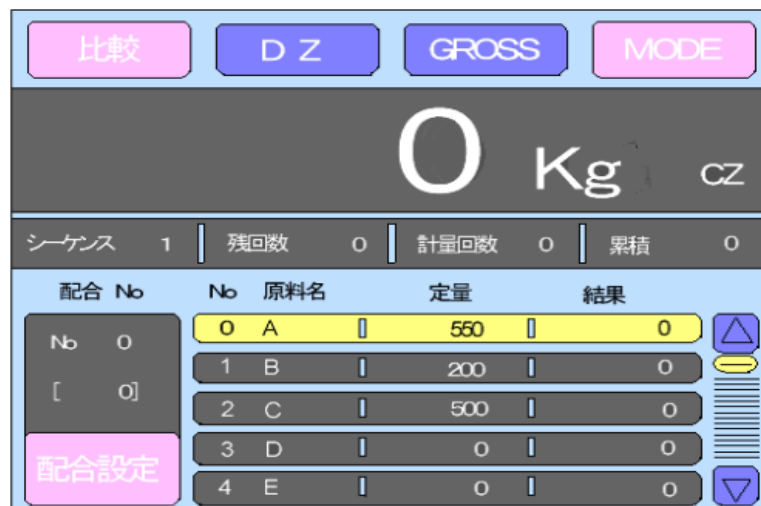 比較 DZ GROSS MODE
0 Kg CZ
シーケンス 1 残回数 0 計量回数 0 累積 0
配合 No No 原料名 定量 結果
No 0
[ 0]
配合設定
0 A 550 0
1 B 200 0
2 C 500 0
3 D 0 0
4 E 0 0